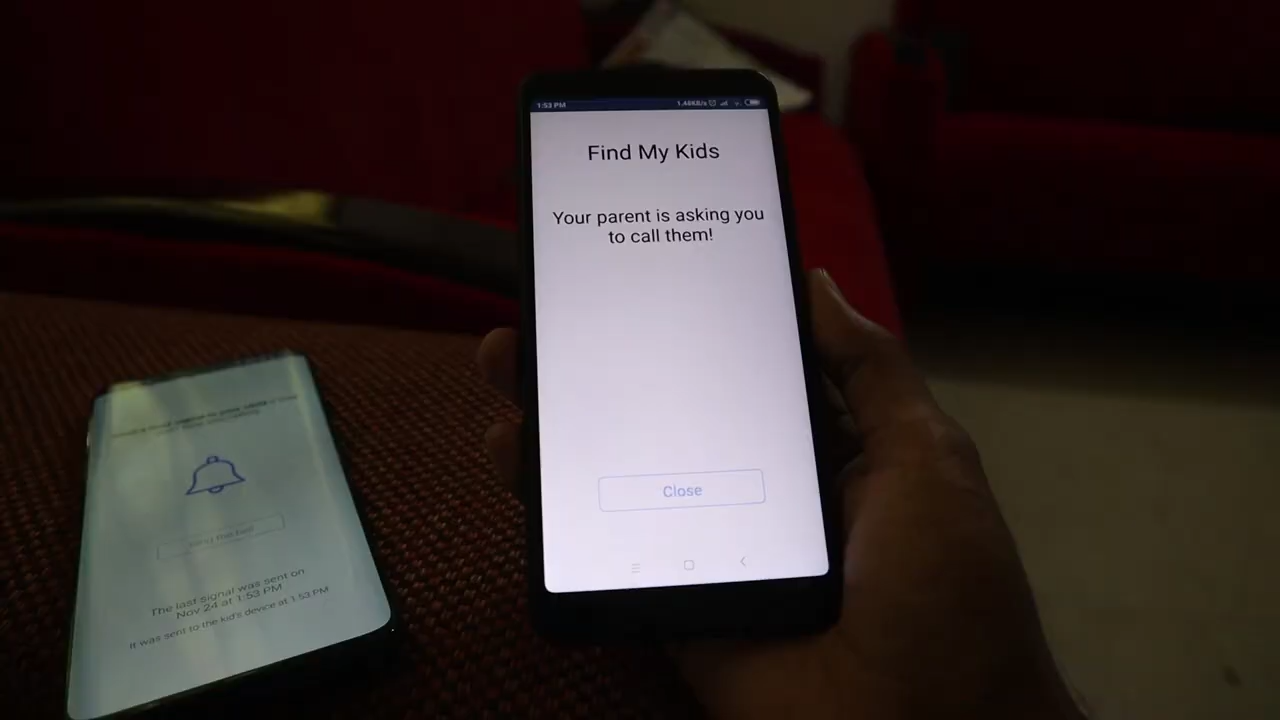 1:53 PM
1.48KB/s
Find My Kids
Your parent is asking you
to call them!
Close
The last signal was sent on
Nov 24 at 1:53 PM
It was sent to the kid's device at 1:53 PM